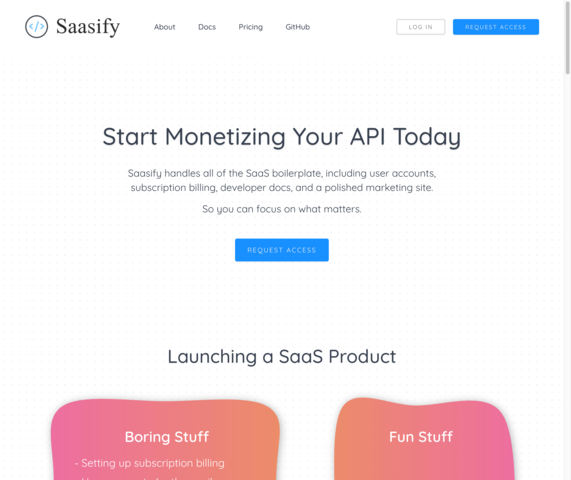 </> Saasify
About
Docs
Pricing
GitHub
LOG IN
REQUEST ACCESS
Start Monetizing Your API Today
Saasify handles all of the SaaS boilerplate, including user accounts,
subscription billing, developer docs, and a polished marketing site.
So you can focus on what matters.
REQUEST ACCESS
Launching a SaaS Product
Boring Stuff
- Setting up subscription billing
Fun Stuff